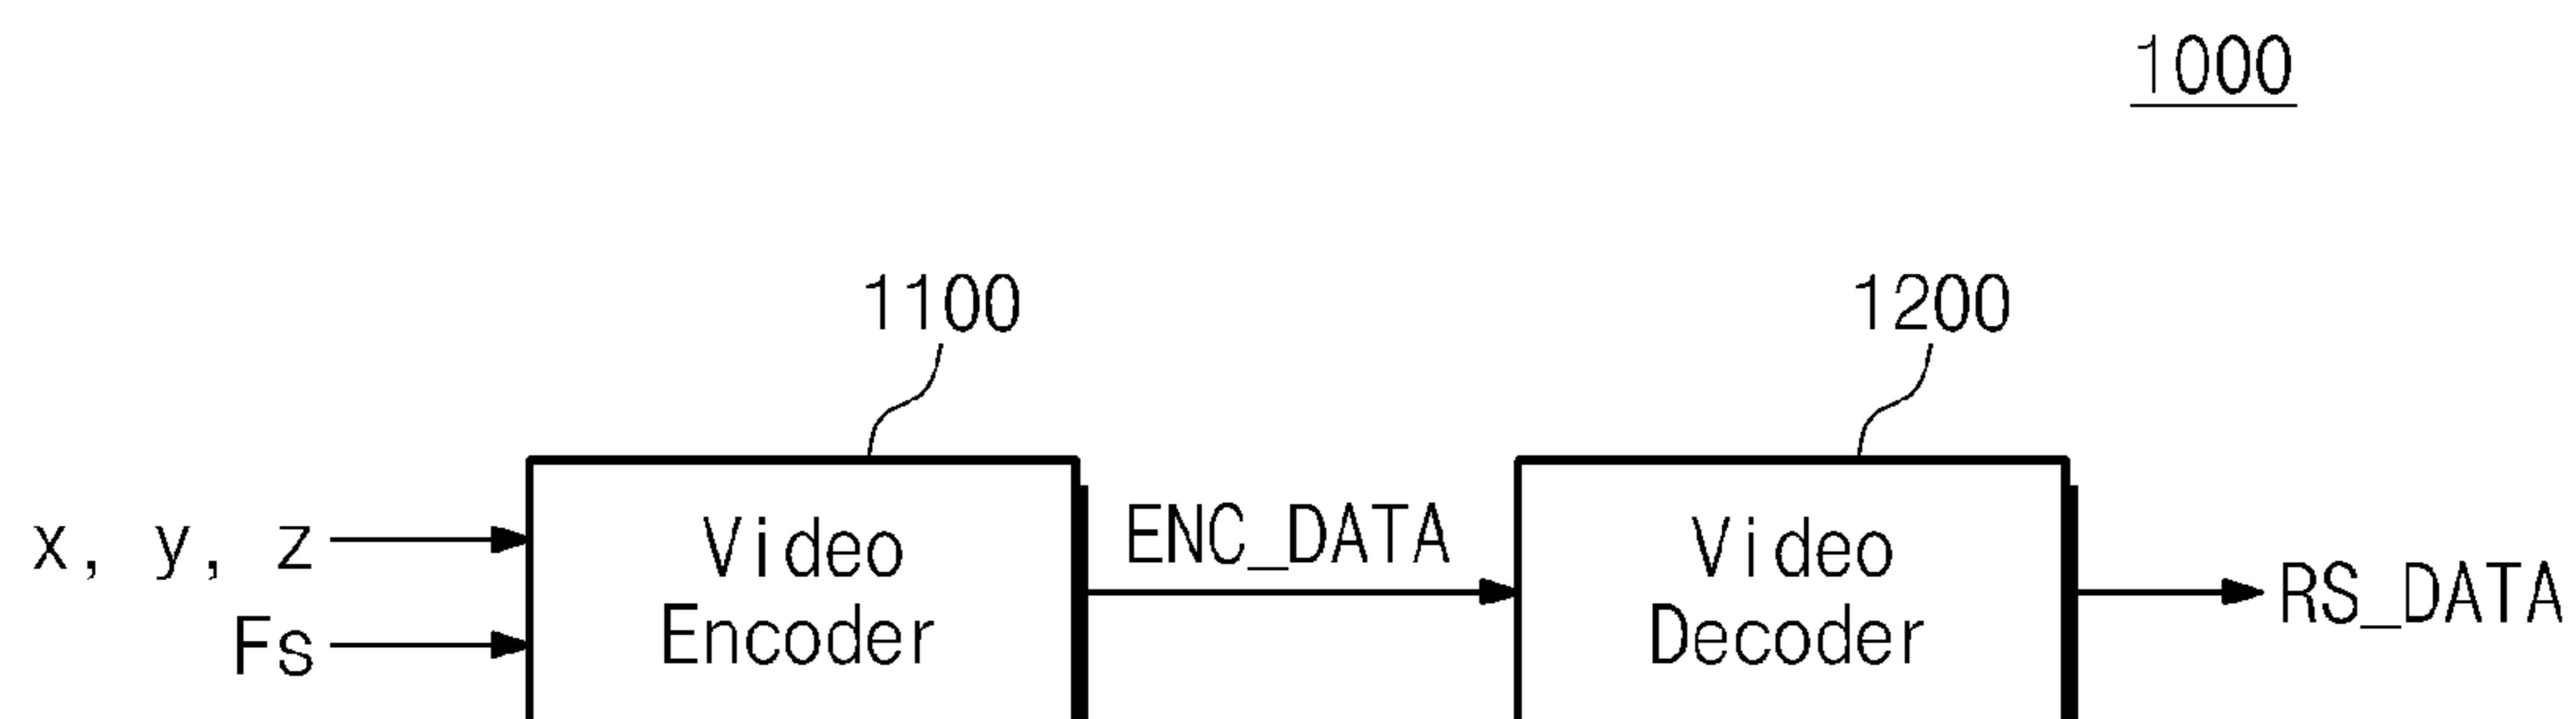 1000
1100
1200
x, y, z
Fs
Video
Encoder
ENC_DATA
Video
Decoder
RS_DATA